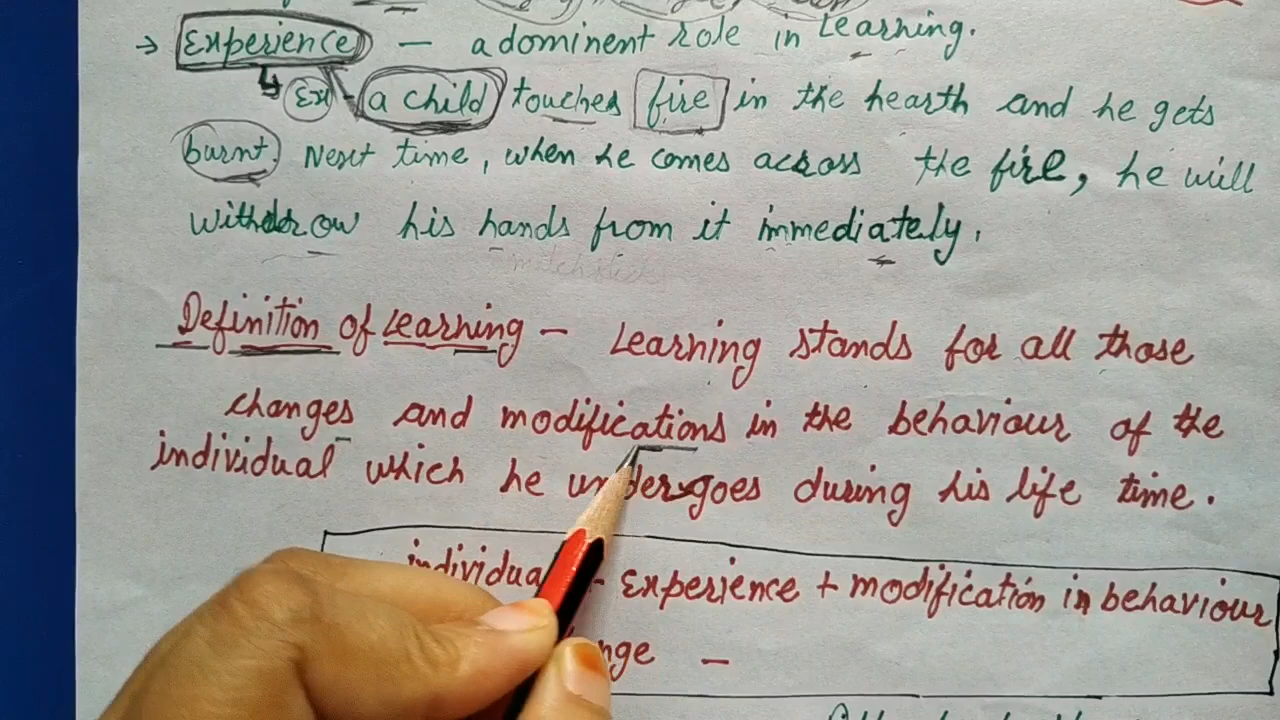 → Experience — a dominent role in Learning.
Ex a child touches fire in the hearth and he gets
burnt. Next time, when he comes across the fire, he will
withdrow his hands from it immediately.
Definition of Learning – Learning stands for all those
changes and modifications in the behaviour of the
individual which he undergoes during his life time.
individual - Experience + modification in behaviour
—